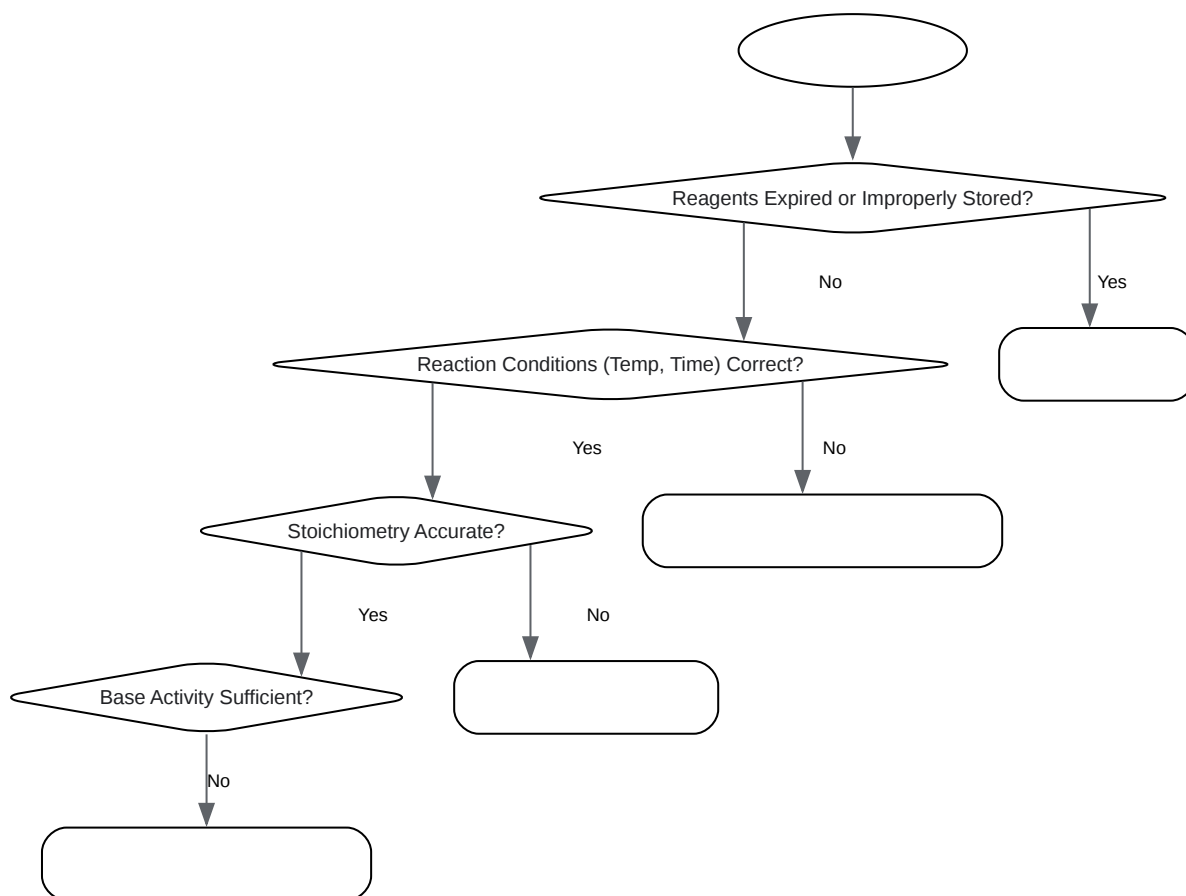 Reagents Expired or Improperly Stored?
No
Yes
Reaction Conditions (Temp, Time) Correct?
Yes
No
Stoichiometry Accurate?
Yes
No
Base Activity Sufficient?
No